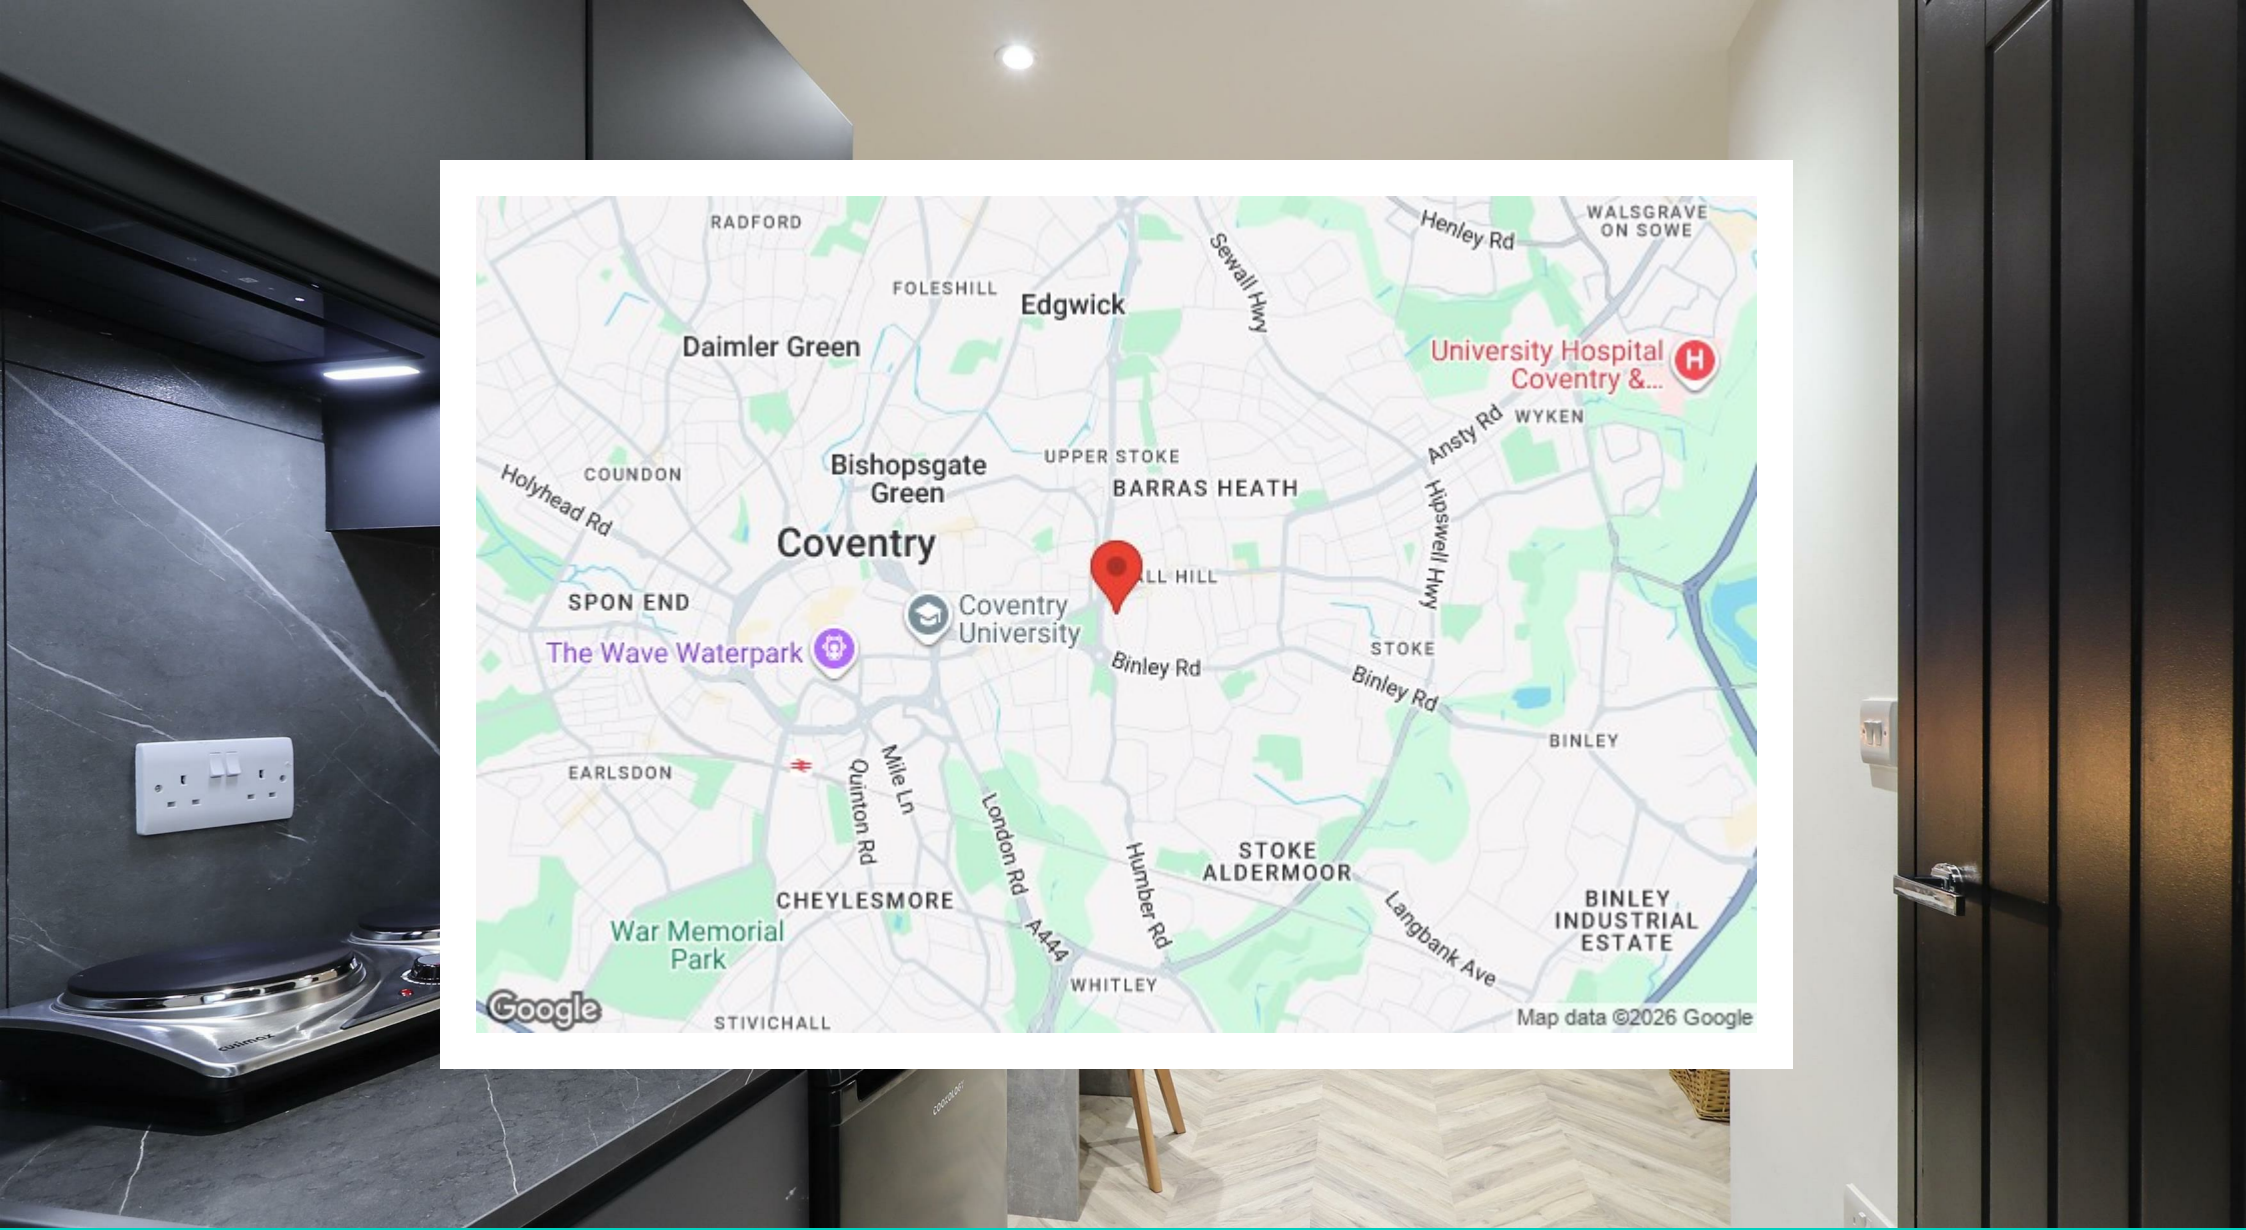 RADFORD
Henley Rd
WALSGRAVE
ON SOWE
Sewall Hwy
FOLESHILL
Edgwick
Daimler Green
University Hospital
Coventry &...
Ansty Rd
WYKEN
Holyhead Rd
COUNDON
Bishopsgate
Green
UPPER STOKE
BARRAS HEATH
Hipswell Hwy
Coventry
ALL HILL
SPON END
Coventry
University
The Wave Waterpark
Binley Rd
STOKE
Binley Rd
BINLEY
EARLSDON
Quinton Rd
Mile Ln
London Rd
Humber Rd
STOKE
ALDERMOOR
CHEYLESMORE
War Memorial
Park
A444
Langbank Ave
BINLEY
INDUSTRIAL
ESTATE
WHITLEY
STIVICHALL
Google
Map data ©2026 Google
cusimax
COOKOLOGY